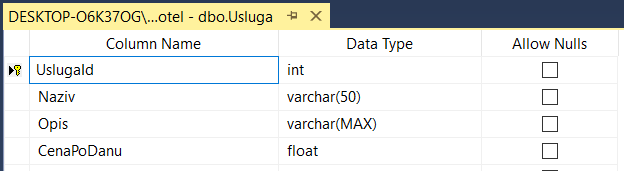 DESKTOP-O6K37OG\...otel - dbo.Usluga
Column Name Data Type Allow Nulls
UslugaId int
Naziv varchar(50)
Opis varchar(MAX)
CenaPoDanu float